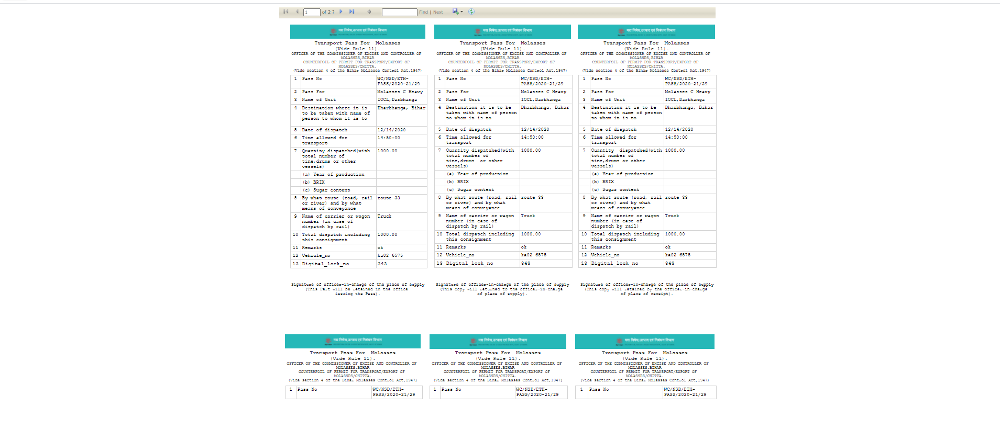 1 of 2 ? Find | Next
मद्य निषेध,उत्पाद एवं निबंधन विभाग
Transport Pass For Molasses
(Vide Rule 11).
OFFICER OF THE COMMISSIONER OF EXCISE AND CONTROLLER OF
MOLASSES,BIHAR
COUNTERFOIL OF PERMIT FOR TRANSPORT/EXPORT OF
MOLASSES/CHITTA.
(Vide section 4 of the Bihar Molasses Control Act,1947)
1 Pass No WC/NSD/ETH-
PASS/2020-21/29
2 Pass For Molasses C Heavy
3 Name of Unit IOCL,Darbhanga
4 Destination where it is Dharbhanga, Bihar
to be taken with name of
person to whom it is to
5 Date of dispatch 12/14/2020
6 Time allowed for 14:50:00
transport
7 Quantity dispatched(with 1000.00
total number of
tine,drums or other
vessels)
(a) Year of production
(b) BRIX
(c) Sugar content
8 By what route (road, rail route 33
or river) and by what
means of conveyance
9 Name of carrier or wagon Truck
number (in case of
dispatch by rail)
10 Total dispatch including 1000.00
this consignment
11 Remarks ok
12 Vehicle_no ka02 6575
13 Digital_lock_no 343
Signature of officer-in-charge of the place of supply
(This Part will be retained in the office
issuing the Pass).
मद्य निषेध,उत्पाद एवं निबंधन विभाग
Transport Pass For Molasses
(Vide Rule 11).
OFFICER OF THE COMMISSIONER OF EXCISE AND CONTROLLER OF
MOLASSES,BIHAR
COUNTERFOIL OF PERMIT FOR TRANSPORT/EXPORT OF
MOLASSES/CHITTA.
(Vide section 4 of the Bihar Molasses Control Act,1947)
1 Pass No WC/NSD/ETH-
PASS/2020-21/29
2 Pass For Molasses C Heavy
3 Name of Unit IOCL,Darbhanga
4 Destination it is to be Dharbhanga, Bihar
taken with name of person
to whom it is to
5 Date of dispatch 12/14/2020
6 Time allowed for 14:50:00
transport
7 Quantity dispatched(with 1000.00
total number of
tine,drums or other
vessels)
(a) Year of production
(b) BRIX
(c) Sugar content
8 By what route (road, rail route 33
or river) and by what
means of conveyance
9 Name of carrier or wagon Truck
number (in case of
dispatch by rail)
10 Total dispatch including 1000.00
this consignment
11 Remarks ok
12 Vehicle_no ka02 6575
13 Digital_lock_no 343
Signature of officer-in-charge of the place of supply
(This copy will returned to the officer-in-charge
of place of supply).
मद्य निषेध,उत्पाद एवं निबंधन विभाग
Transport Pass For Molasses
(Vide Rule 11).
OFFICER OF THE COMMISSIONER OF EXCISE AND CONTROLLER OF
MOLASSES,BIHAR
COUNTERFOIL OF PERMIT FOR TRANSPORT/EXPORT OF
MOLASSES/CHITTA.
(Vide section 4 of the Bihar Molasses Control Act,1947)
1 Pass No WC/NSD/ETH-
PASS/2020-21/29
2 Pass For Molasses C Heavy
3 Name of Unit IOCL,Darbhanga
4 Destination it is to be Dharbhanga, Bihar
taken with name of person
to whom it is to
5 Date of dispatch 12/14/2020
6 Time allowed for 14:50:00
transport
7 Quantity dispatched(with 1000.00
total number of
tine,drums or other
vessels)
(a) Year of production
(b) BRIX
(c) Sugar content
8 By what route (road, rail route 33
or river) and by what
means of conveyance
9 Name of carrier or wagon Truck
number (in case of
dispatch by rail)
10 Total dispatch including 1000.00
this consignment
11 Remarks ok
12 Vehicle_no ka02 6575
13 Digital_lock_no 343
Signature of officer-in-charge of the place of supply
(This copy will retained by the officer-in-charge
of place of receipt).
मद्य निषेध,उत्पाद एवं निबंधन विभाग
Transport Pass For Molasses
(Vide Rule 11).
OFFICER OF THE COMMISSIONER OF EXCISE AND CONTROLLER OF
MOLASSES,BIHAR
COUNTERFOIL OF PERMIT FOR TRANSPORT/EXPORT OF
MOLASSES/CHITTA.
(Vide section 4 of the Bihar Molasses Control Act,1947)
1 Pass No WC/NSD/ETH-
PASS/2020-21/29
मद्य निषेध,उत्पाद एवं निबंधन विभाग
Transport Pass For Molasses
(Vide Rule 11).
OFFICER OF THE COMMISSIONER OF EXCISE AND CONTROLLER OF
MOLASSES,BIHAR
COUNTERFOIL OF PERMIT FOR TRANSPORT/EXPORT OF
MOLASSES/CHITTA.
(Vide section 4 of the Bihar Molasses Control Act,1947)
1 Pass No WC/NSD/ETH-
PASS/2020-21/29
मद्य निषेध,उत्पाद एवं निबंधन विभाग
Transport Pass For Molasses
(Vide Rule 11).
OFFICER OF THE COMMISSIONER OF EXCISE AND CONTROLLER OF
MOLASSES,BIHAR
COUNTERFOIL OF PERMIT FOR TRANSPORT/EXPORT OF
MOLASSES/CHITTA.
(Vide section 4 of the Bihar Molasses Control Act,1947)
1 Pass No WC/NSD/ETH-
PASS/2020-21/29